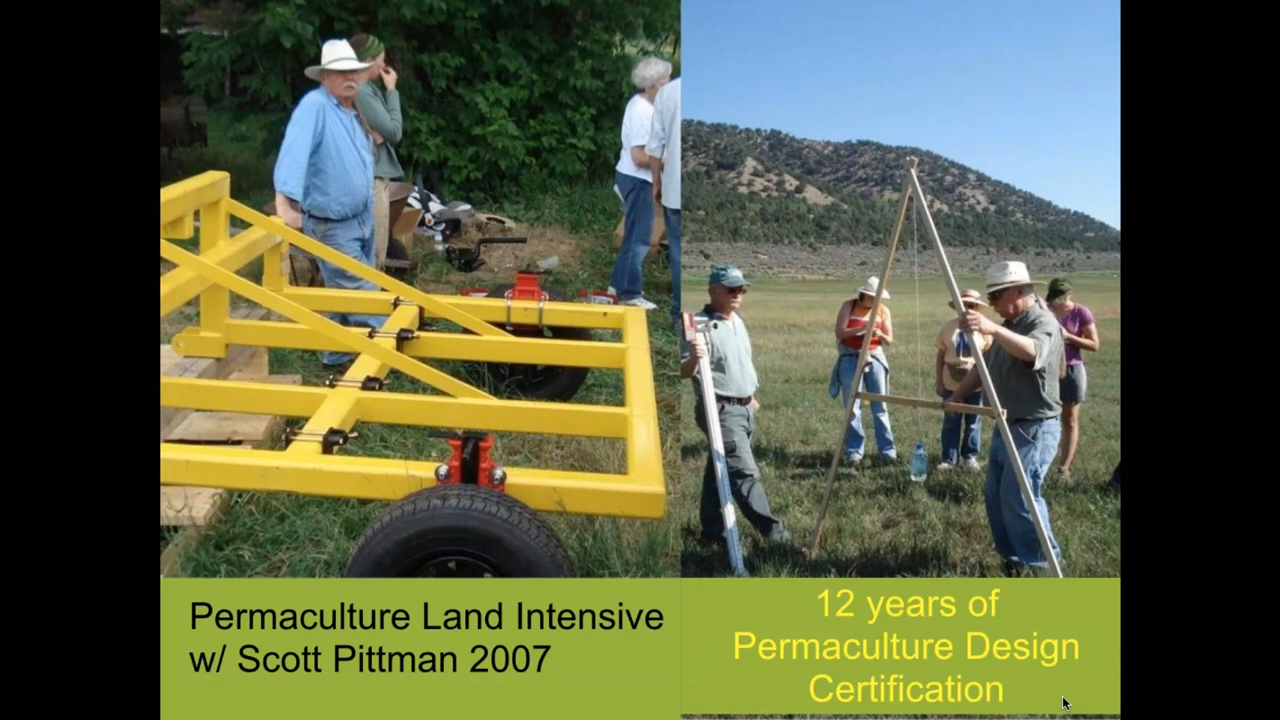 Permaculture Land Intensive
w/ Scott Pittman 2007
12 years of
Permaculture Design
Certification